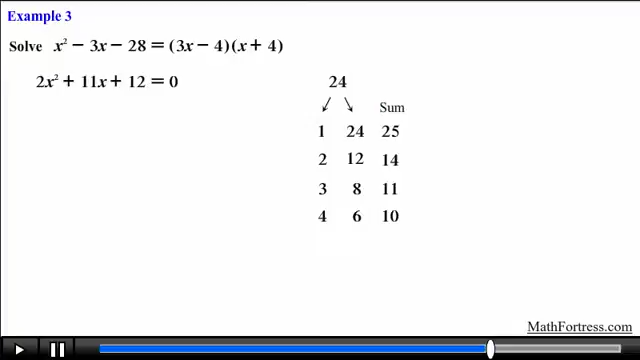 Example 3
Solve x² − 3x − 28 = (3x − 4)(x + 4)
2x² + 11x + 12 = 0
24
Sum
1 24 25
2 12 14
3 8 11
4 6 10
MathFortress.com